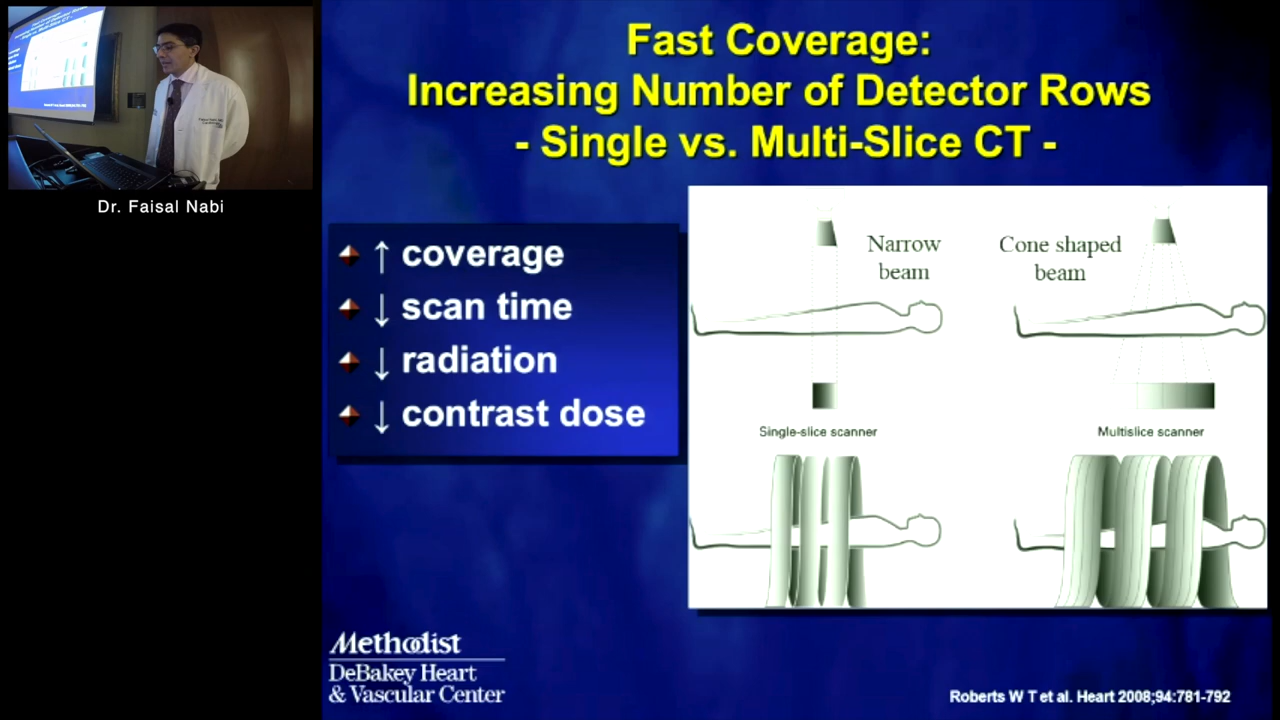 Dr. Faisal Nabi
Fast Coverage:
Increasing Number of Detector Rows
- Single vs. Multi-Slice CT -
↑ coverage
↓ scan time
↓ radiation
↓ contrast dose
Narrow
beam
Cone shaped
beam
Single-slice scanner
Multislice scanner
Methodist
DeBakey Heart
& Vascular Center
Roberts W T et al. Heart 2008;94:781-792